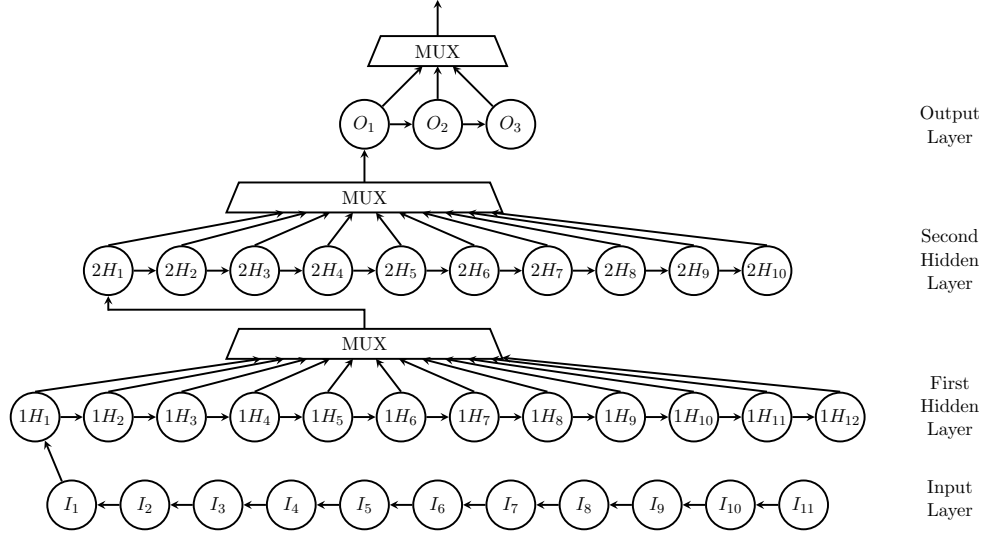 MUX
O₁ O₂ O₃
Output
Layer
MUX
2H₁ 2H₂ 2H₃ 2H₄ 2H₅ 2H₆ 2H₇ 2H₈ 2H₉ 2H₁₀
Second
Hidden
Layer
MUX
1H₁ 1H₂ 1H₃ 1H₄ 1H₅ 1H₆ 1H₇ 1H₈ 1H₉ 1H₁₀ 1H₁₁ 1H₁₂
First
Hidden
Layer
I₁ I₂ I₃ I₄ I₅ I₆ I₇ I₈ I₉ I₁₀ I₁₁
Input
Layer